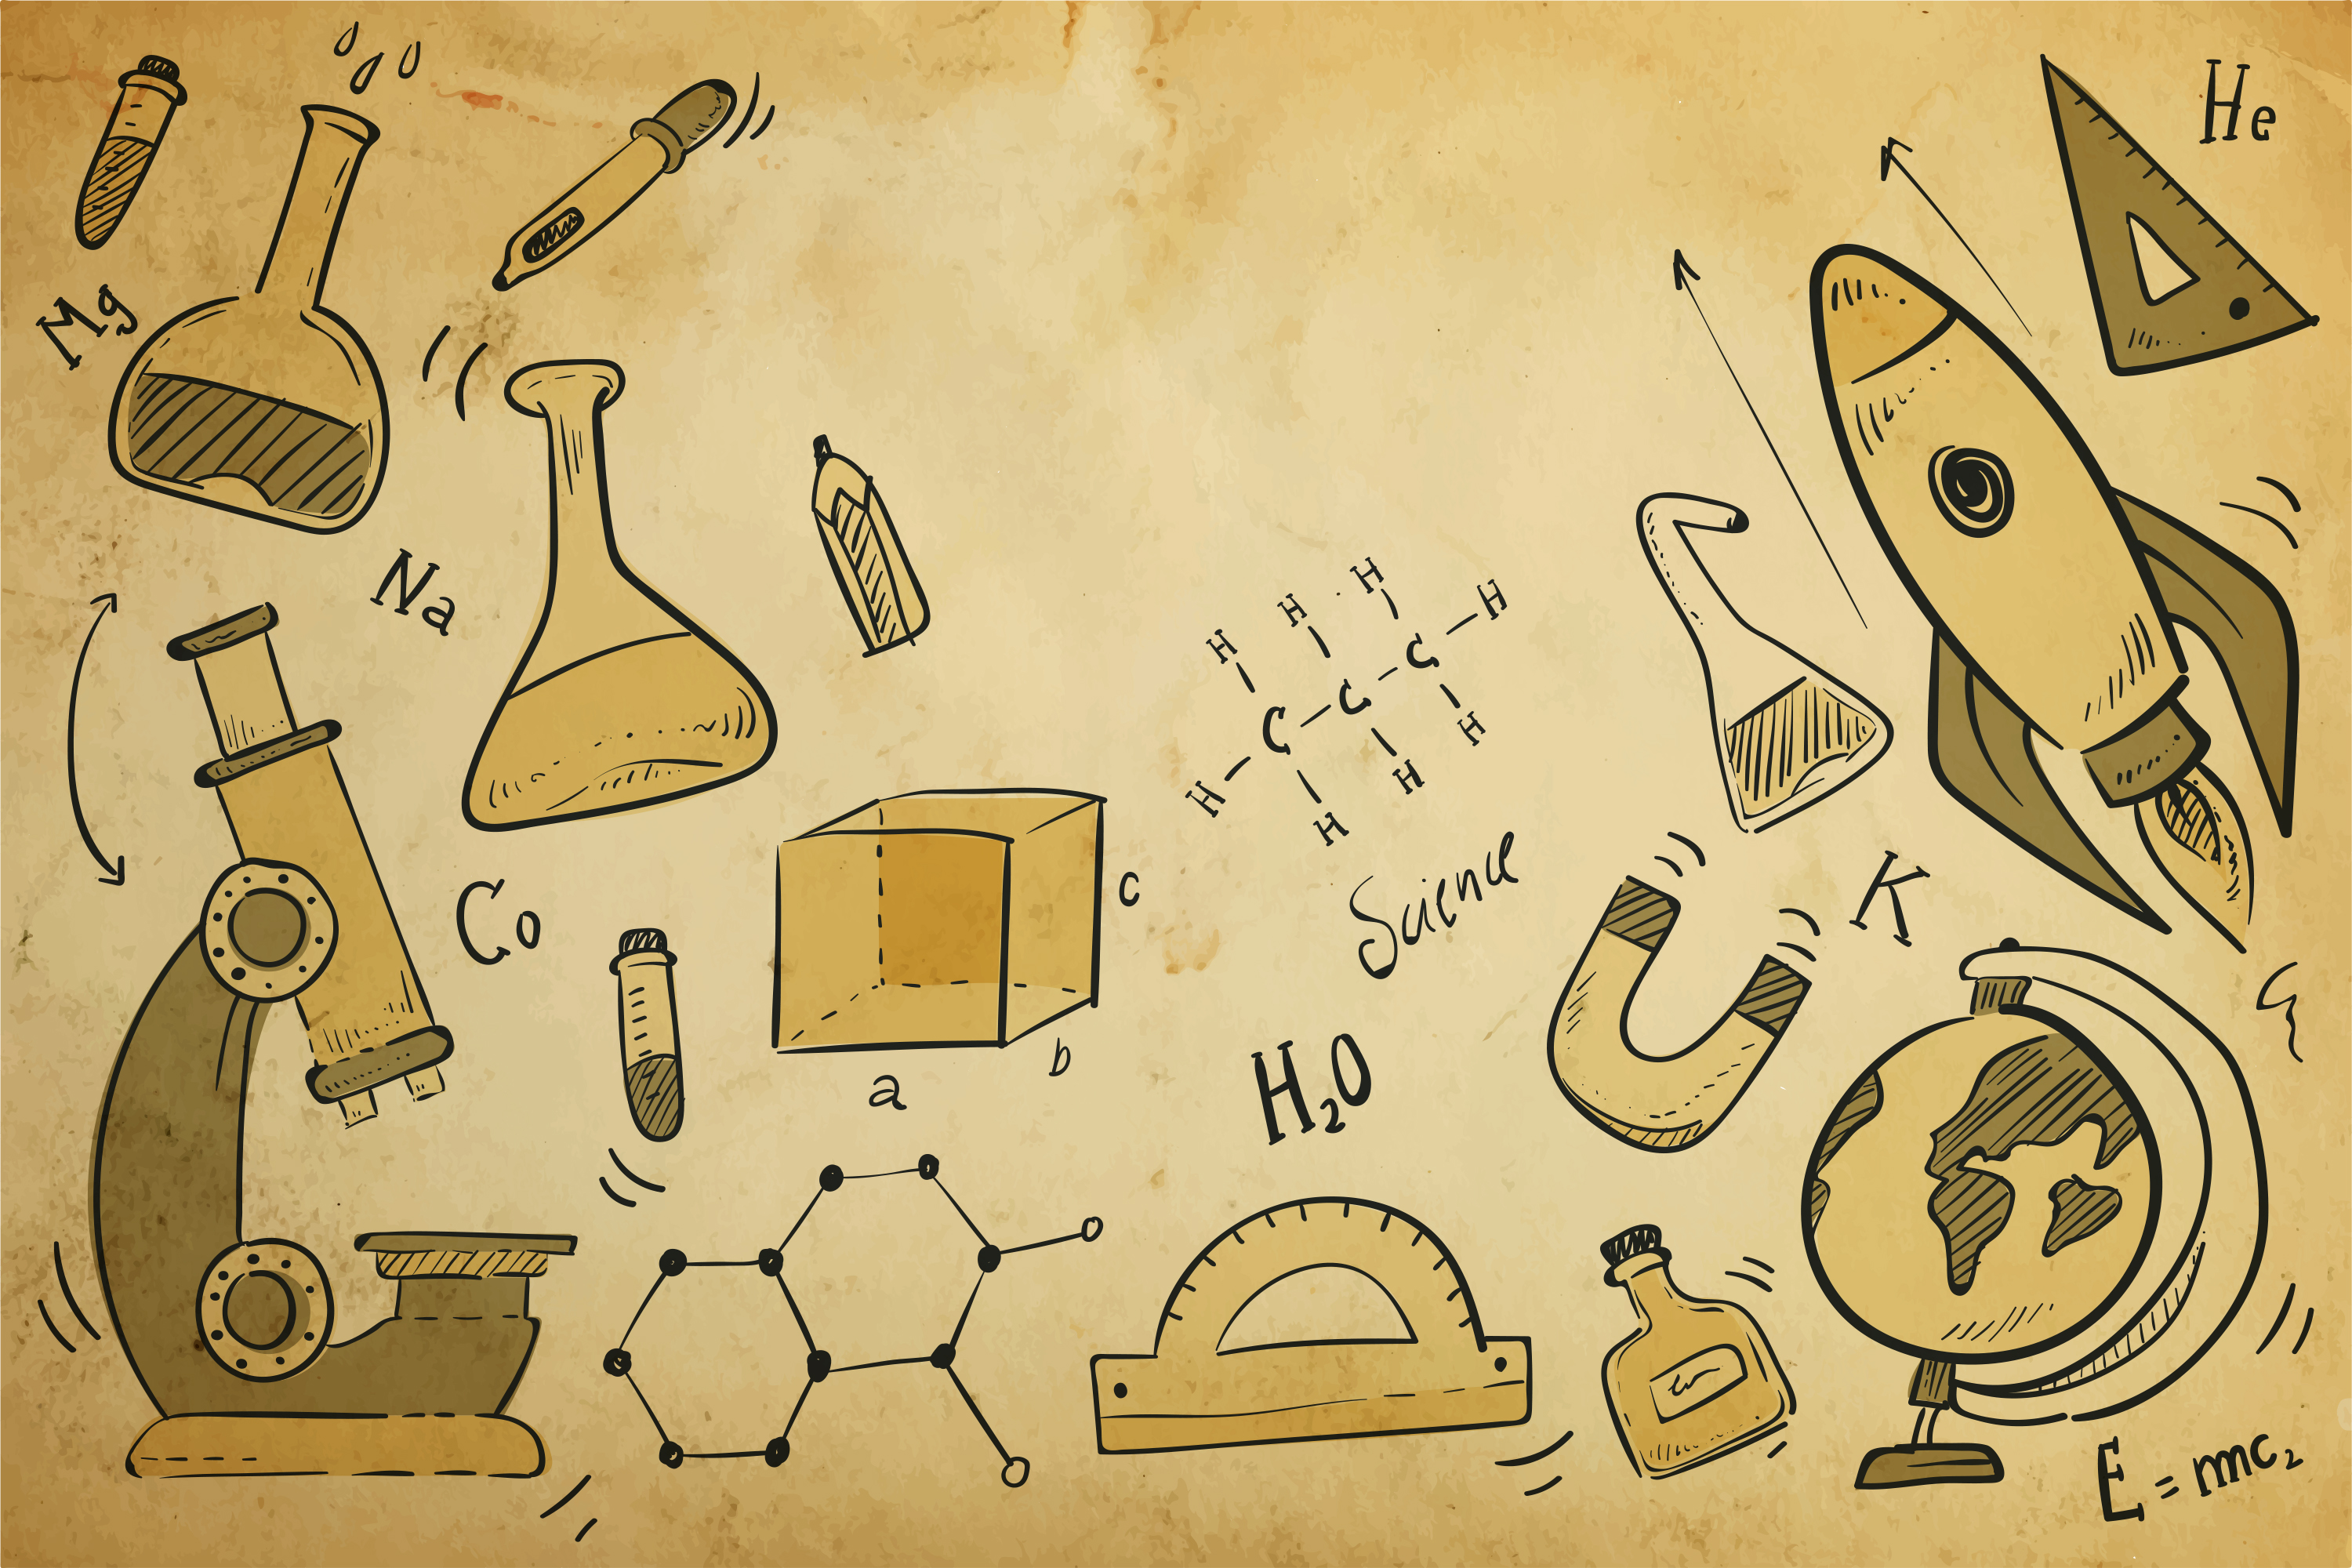 He
Mg
Na
H H H
C - C - C - H
H - H H H
Co
c
Science
K
b
a
H₂O
E = mc₂